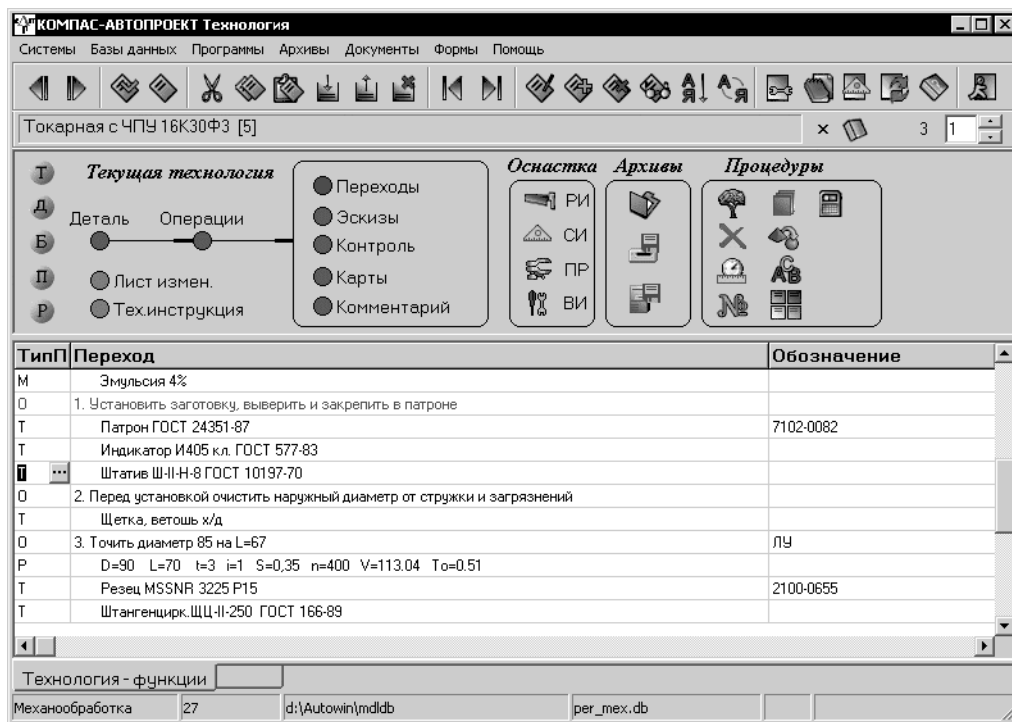 КОМПАС-АВТОПРОЕКТ Технология
Системы Базы данных Программы Архивы Документы Формы Помощь
Токарная с ЧПУ 16К30Ф3 [5] 3 1
Текущая технология Оснастка Архивы Процедуры
Т
Д
Б
П
Р
Деталь Операции
Лист измен.
Тех.инструкция
Переходы
Эскизы
Контроль
Карты
Комментарий
РИ
СИ
ПР
ВИ
ТипП Переход Обозначение
М Эмульсия 4%
О 1. Установить заготовку, выверить и закрепить в патроне
Т Патрон ГОСТ 24351-87 7102-0082
Т Индикатор И405 кл. ГОСТ 577-83
Т ... Штатив Ш-II-Н-8 ГОСТ 10197-70
О 2. Перед установкой очистить наружный диаметр от стружки и загрязнений
Т Щетка, ветошь х/д
О 3. Точить диаметр 85 на L=67 ЛУ
Р D=90 L=70 t=3 i=1 S=0,35 n=400 V=113.04 To=0.51
Т Резец MSSNR 3225 P15 2100-0655
Т Штангенцирк.ШЦ-II-250 ГОСТ 166-89
Технология - функции
Механообработка 27 d:\Autowin\mdldb per_mex.db